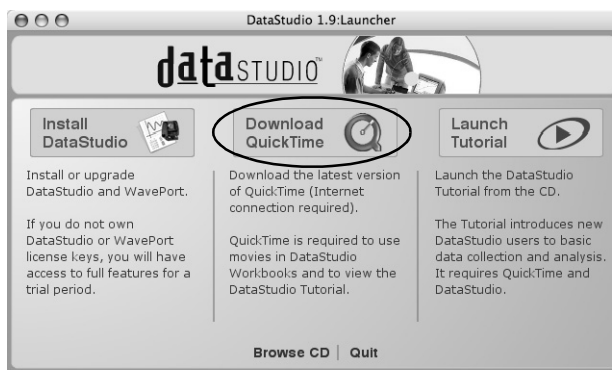 DataStudio 1.9:Launcher
data STUDIO™
Install
DataStudio
Install or upgrade
DataStudio and WavePort.
If you do not own
DataStudio or WavePort
license keys, you will have
access to full features for a
trial period.
Download
QuickTime
Download the latest version
of QuickTime (Internet
connection required).
QuickTime is required to use
movies in DataStudio
Workbooks and to view the
DataStudio Tutorial.
Launch
Tutorial
Launch the DataStudio
Tutorial from the CD.
The Tutorial introduces new
DataStudio users to basic
data collection and analysis.
It requires QuickTime and
DataStudio.
Browse CD | Quit